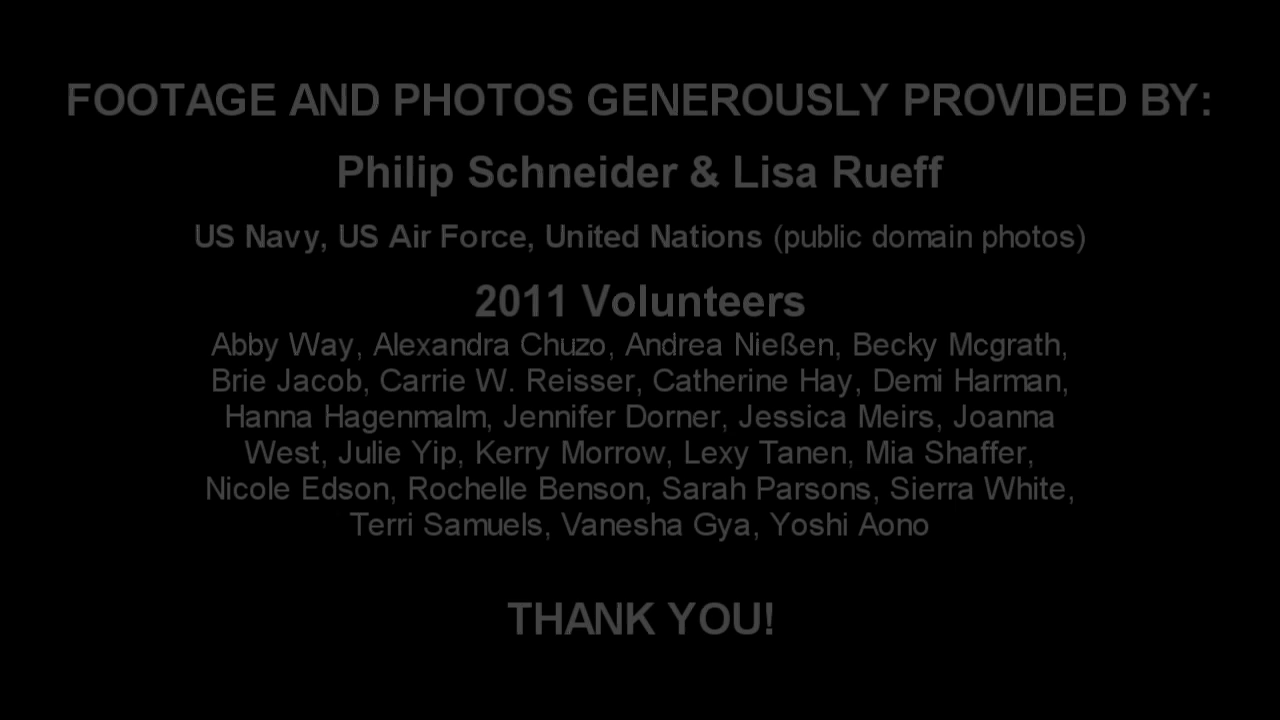 FOOTAGE AND PHOTOS GENEROUSLY PROVIDED BY:
Philip Schneider & Lisa Rueff
US Navy, US Air Force, United Nations (public domain photos)
2011 Volunteers
Abby Way, Alexandra Chuzo, Andrea Nießen, Becky Mcgrath,
Brie Jacob, Carrie W. Reisser, Catherine Hay, Demi Harman,
Hanna Hagenmalm, Jennifer Dorner, Jessica Meirs, Joanna
West, Julie Yip, Kerry Morrow, Lexy Tanen, Mia Shaffer,
Nicole Edson, Rochelle Benson, Sarah Parsons, Sierra White,
Terri Samuels, Vanesha Gya, Yoshi Aono
THANK YOU!